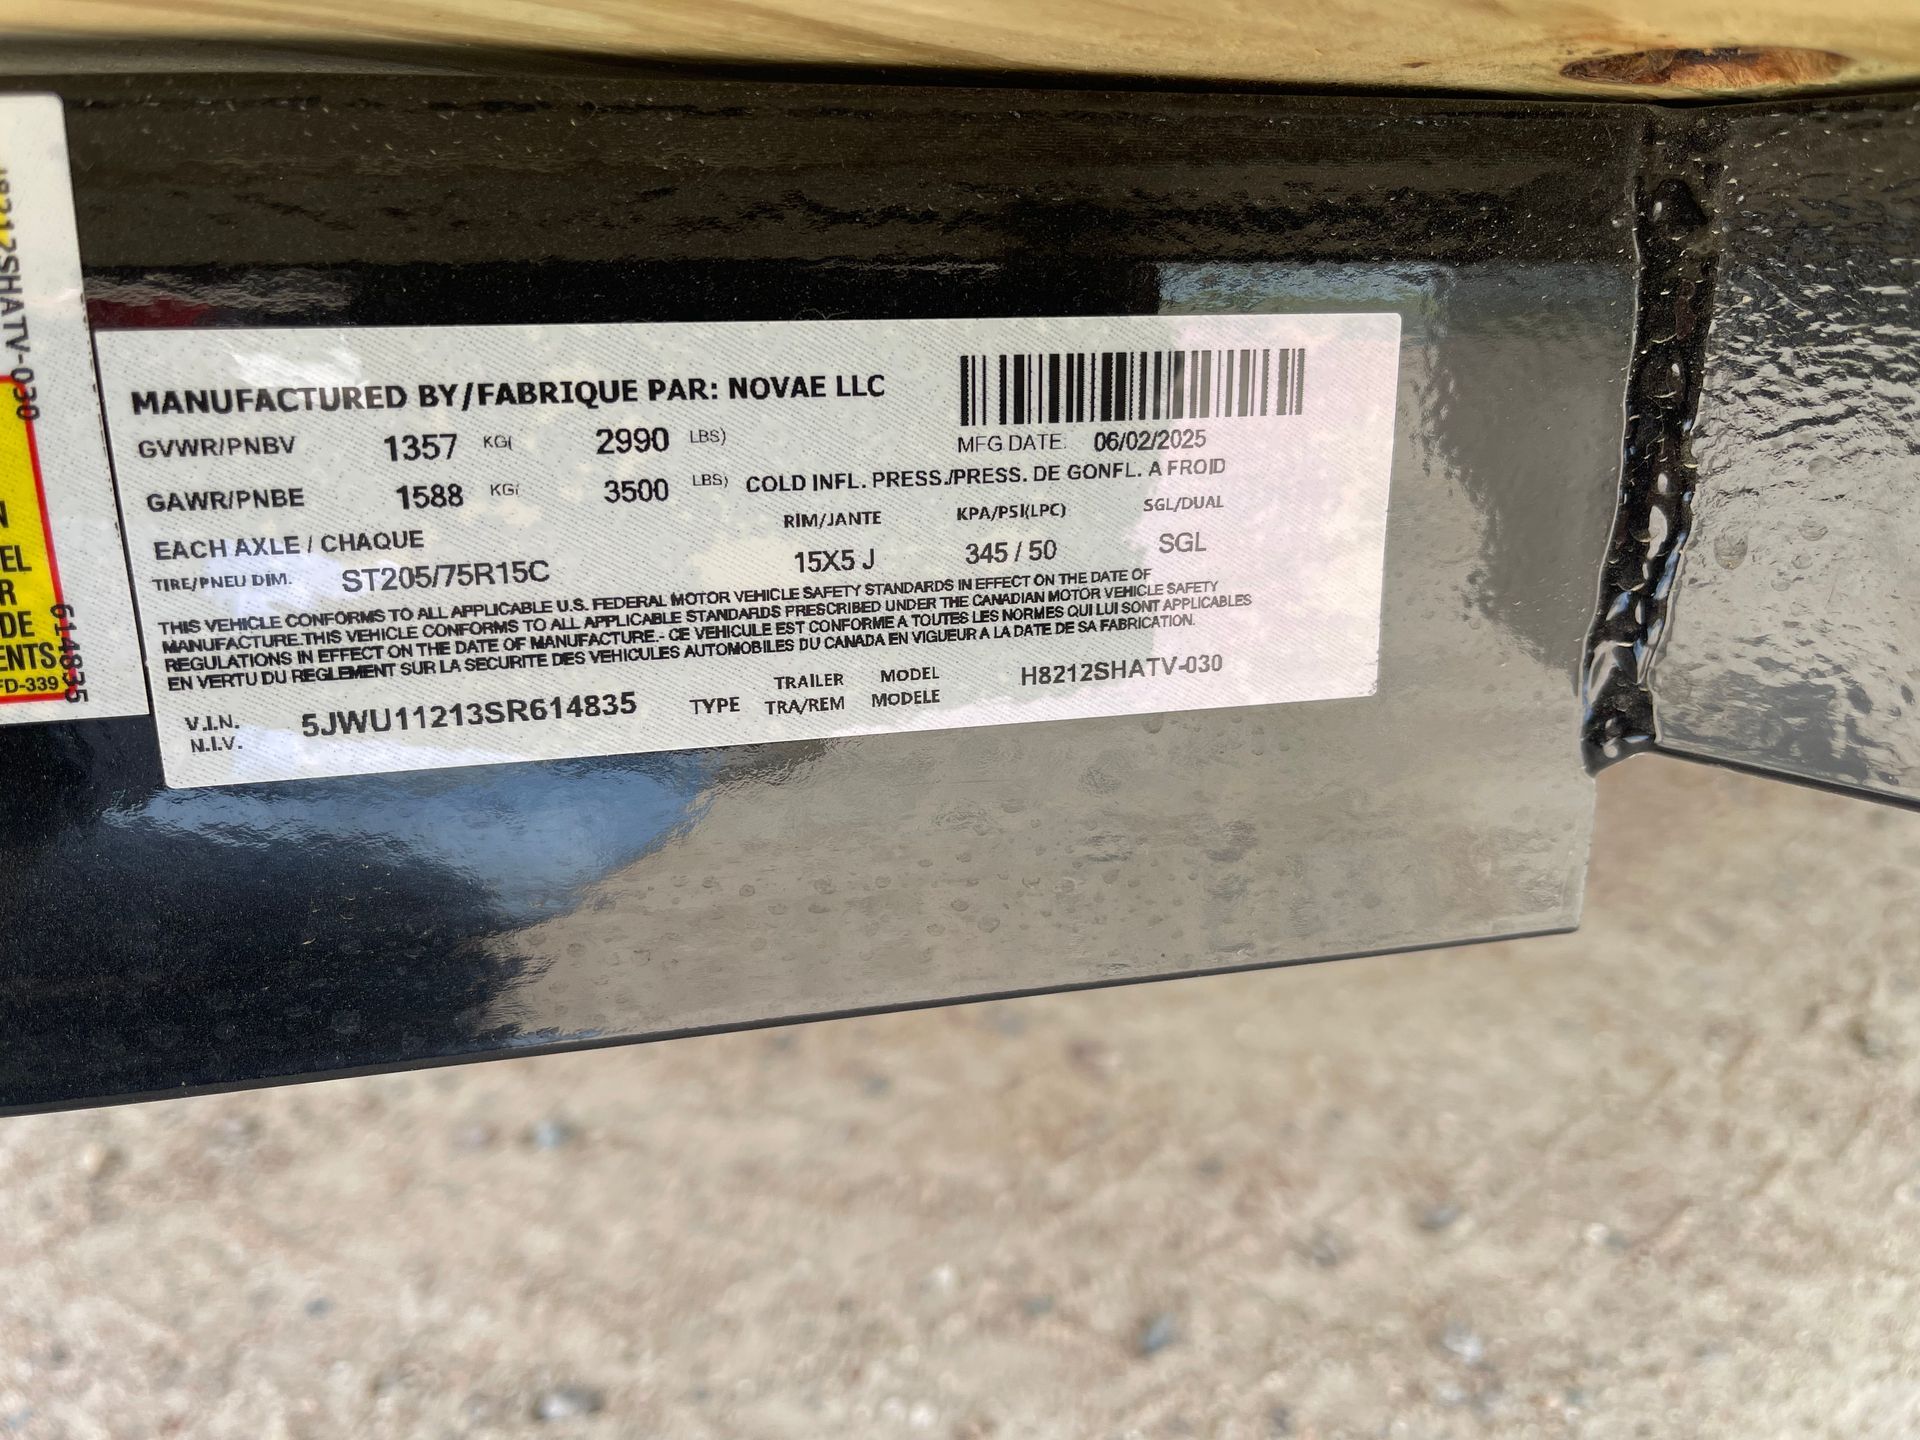 H8212SHATV-030
614835
N
EL
R
DE
ENTS
FD-339
MANUFACTURED BY/FABRIQUE PAR: NOVAE LLC
GVWR/PNBV 1357 KG( 2990 LBS) MFG DATE: 06/02/2025
GAWR/PNBE 1588 KG( 3500 LBS) COLD INFL. PRESS./PRESS. DE GONFL. A FROID
EACH AXLE / CHAQUE RIM/JANTE KPA/PSI(LPC) SGL/DUAL
TIRE/PNEU DIM. ST205/75R15C 15X5 J 345 / 50 SGL
THIS VEHICLE CONFORMS TO ALL APPLICABLE U.S. FEDERAL MOTOR VEHICLE SAFETY STANDARDS IN EFFECT ON THE DATE OF
MANUFACTURE.THIS VEHICLE CONFORMS TO ALL APPLICABLE STANDARDS PRESCRIBED UNDER THE CANADIAN MOTOR VEHICLE SAFETY
REGULATIONS IN EFFECT ON THE DATE OF MANUFACTURE.- CE VEHICULE EST CONFORME A TOUTES LES NORMES QUI LUI SONT APPLICABLES
EN VERTU DU REGLEMENT SUR LA SECURITE DES VEHICULES AUTOMOBILES DU CANADA EN VIGUEUR A LA DATE DE SA FABRICATION.
V.I.N. 5JWU11213SR614835 TYPE TRAILER MODEL H8212SHATV-030
N.I.V. TRA/REM MODELE